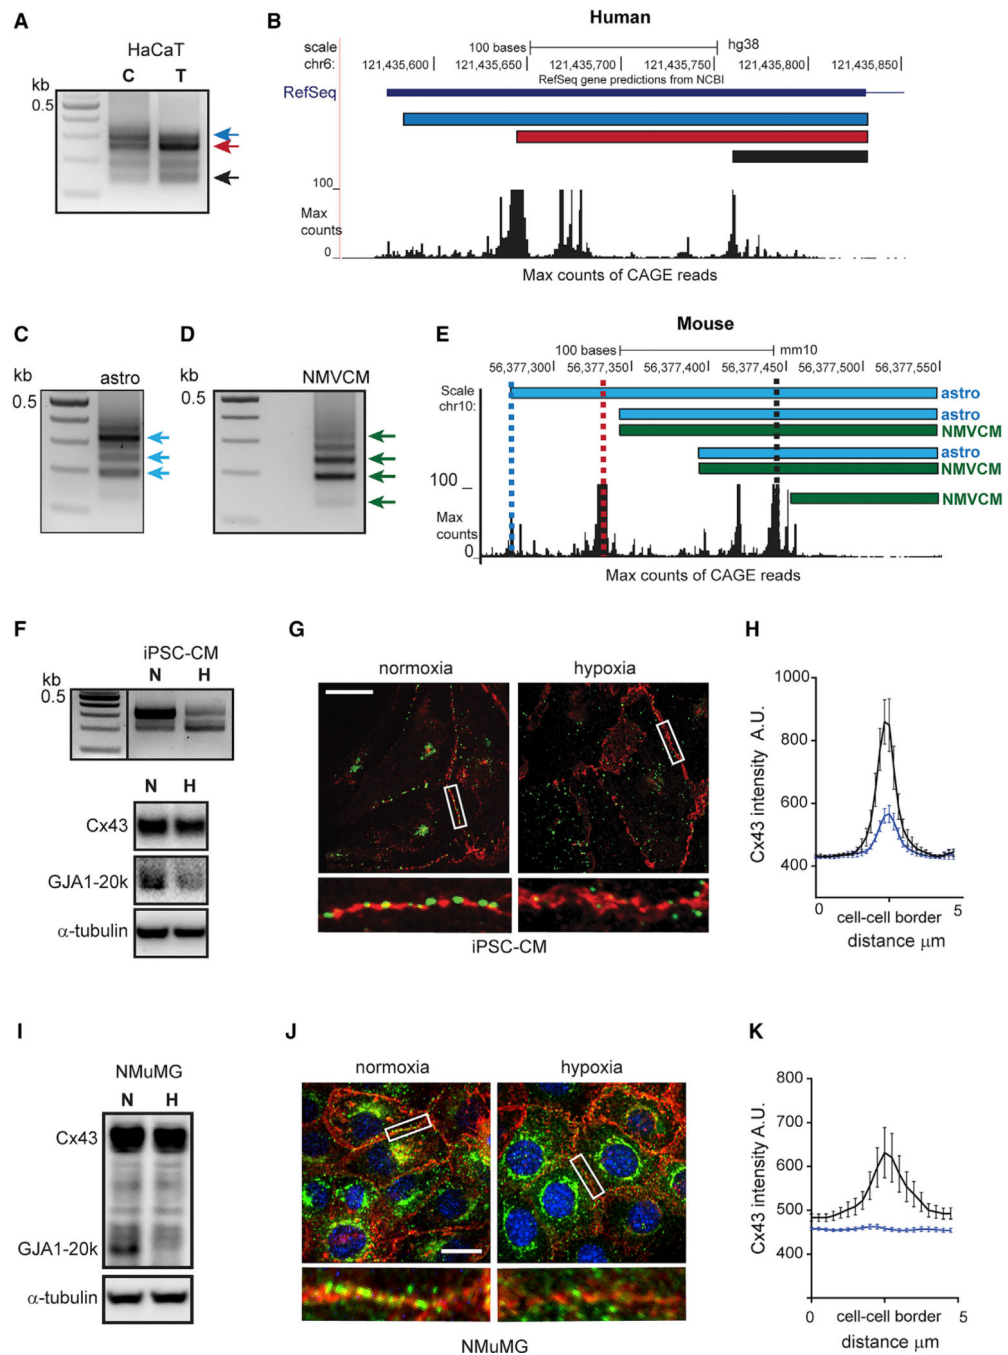 A
HaCaT
C T
kb
0.5
B
Human
scale
100 bases
hg38
chr6:
121,435,600 121,435,650 121,435,700 121,435,750 121,435,800 121,435,850
RefSeq gene predictions from NCBI
RefSeq
100
Max
counts
0
Max counts of CAGE reads
C
kb
astro
0.5
D
kb
NMVCM
0.5
E
Mouse
100 bases
mm10
56,377,300 56,377,350 56,377,400 56,377,450 56,377,500 56,377,550
Scale
chr10:
astro
astro
NMVCM
astro
NMVCM
NMVCM
100
Max
counts
0
Max counts of CAGE reads
F
iPSC-CM
kb
N H
0.5
N H
Cx43
GJA1-20k
α-tubulin
G
normoxia hypoxia
iPSC-CM
H
1000
800
600
400
Cx43 intensity A.U.
0 5
cell-cell border
distance μm
I
NMuMG
N H
Cx43
GJA1-20k
α-tubulin
J
normoxia hypoxia
NMuMG
K
800
700
600
500
400
Cx43 intensity A.U.
0 5
cell-cell border
distance μm